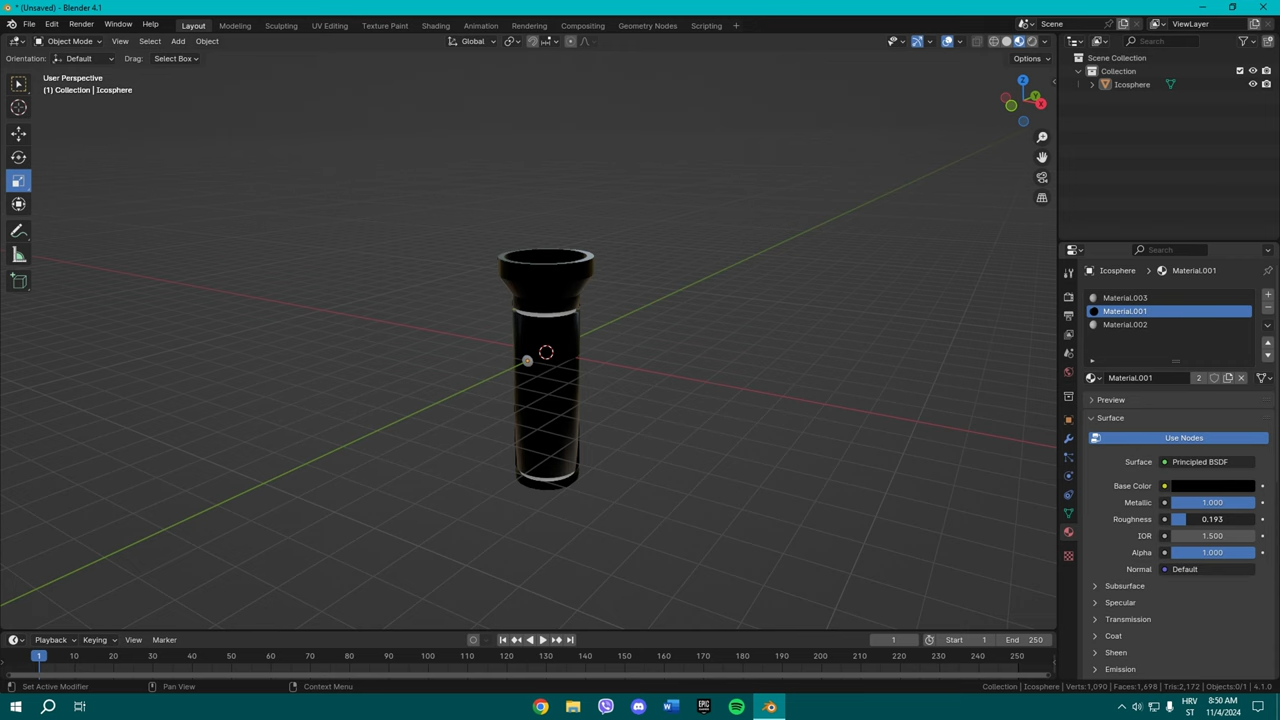 * (Unsaved) - Blender 4.1
File Edit Render Window Help Layout Modeling Sculpting UV Editing Texture Paint Shading Animation Rendering Compositing Geometry Nodes Scripting + Scene ViewLayer
Object Mode View Select Add Object Global Search
Orientation: Default Drag: Select Box Options
Scene Collection
Collection
Icosphere
User Perspective
(1) Collection | Icosphere
Z
Y
X
Search
Icosphere > Material.001
Material.003
Material.001
Material.002
Material.001 2
Preview
Surface
Use Nodes
Surface Principled BSDF
Base Color
Metallic 1.000
Roughness 0.193
IOR 1.500
Alpha 1.000
Normal Default
Subsurface
Specular
Transmission
Coat
Sheen
Emission
Playback Keying View Marker 1 Start 1 End 250
1 10 20 30 40 50 60 70 80 90 100 110 120 130 140 150 160 170 180 190 200 210 220 230 240 250
Set Active Modifier Pan View Context Menu Collection | Icosphere | Verts:1,090 | Faces:1,698 | Tris:2,172 | Objects:0/1 | 4.1.0
W EPIC GAMES HRV ST 8:50 AM 11/4/2024